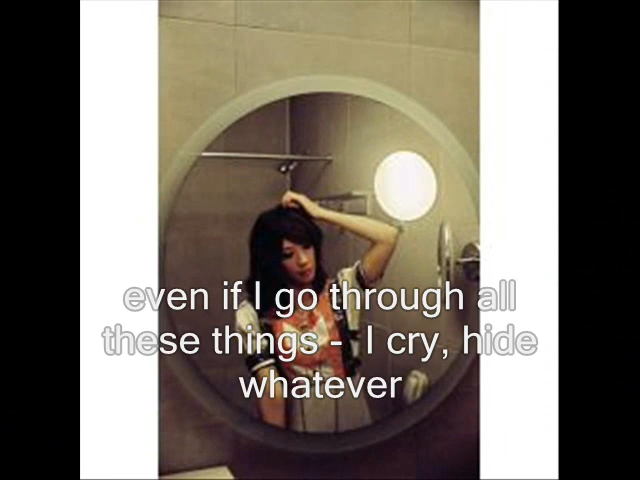 even if I go through all
these things -  I cry, hide
whatever